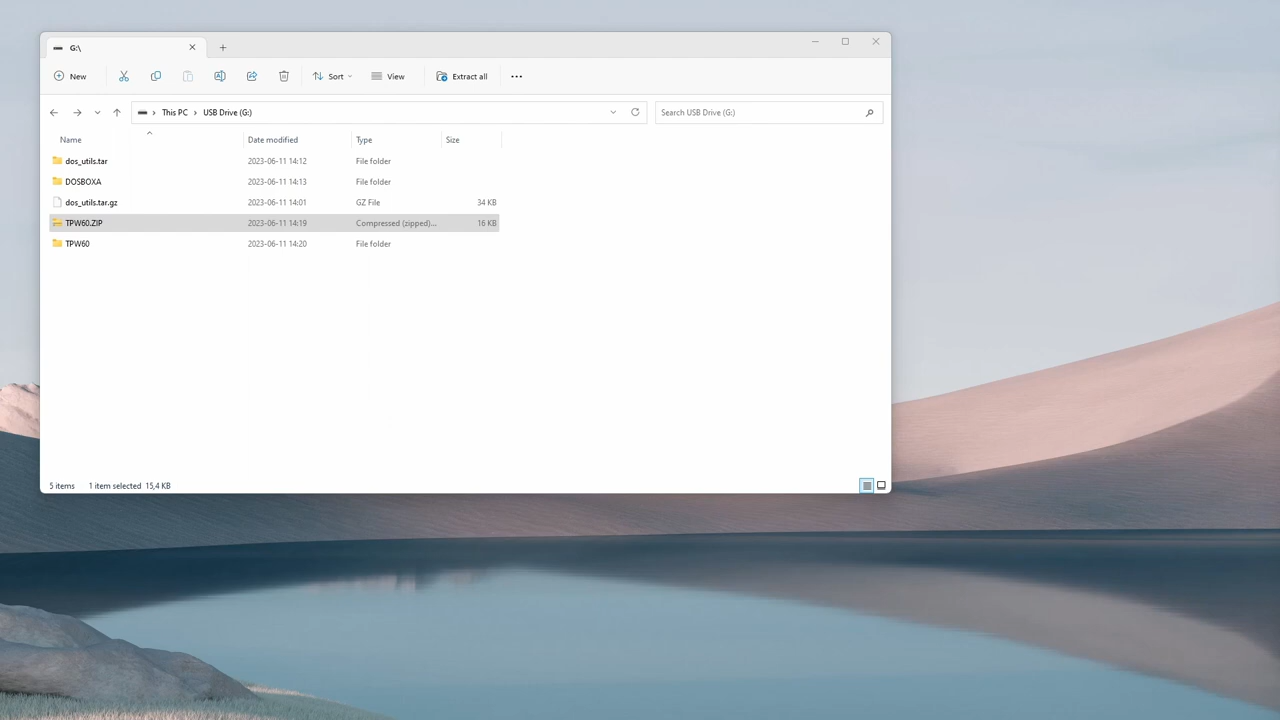 G:\
New
Sort
View
Extract all
This PC
USB Drive (G:)
Search USB Drive (G:)
Name
Date modified
Type
Size
dos_utils.tar
2023-06-11 14:12
File folder
DOSBOXA
2023-06-11 14:13
File folder
dos_utils.tar.gz
2023-06-11 14:01
GZ File
34 KB
TPW60.ZIP
2023-06-11 14:19
Compressed (zipped)...
16 KB
TPW60
2023-06-11 14:20
File folder
5 items
1 item selected 15,4 KB